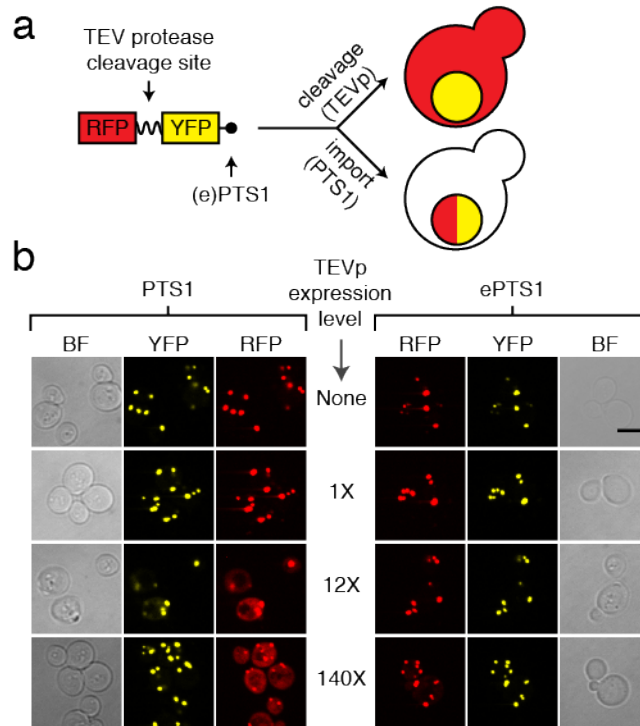 a
TEV protease
cleavage site
RFP
YFP
(e)PTS1
cleavage
(TEVp)
import
(PTS1)
b
PTS1
TEVp
expression
level
ePTS1
BF
YFP
RFP
RFP
YFP
BF
None
1X
12X
140X